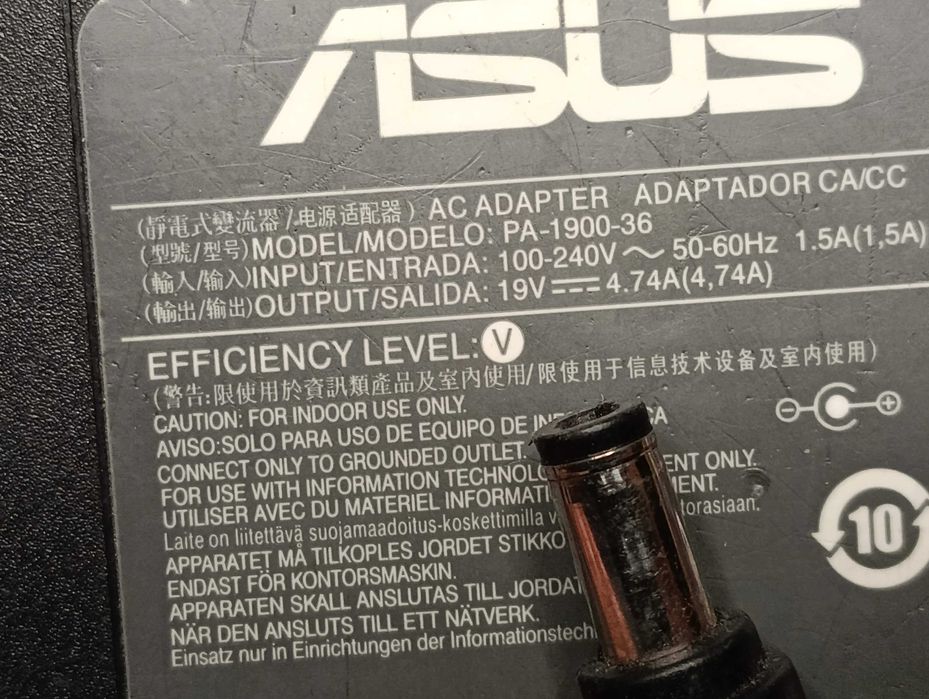 ASUS
(靜電式變流器/电源适配器) AC ADAPTER ADAPTADOR CA/CC
(型號/型号)MODEL/MODELO: PA-1900-36
(輸入/输入)INPUT/ENTRADA: 100-240V～ 50-60Hz 1.5A(1,5A)
(輸出/输出)OUTPUT/SALIDA: 19V⎓4.74A(4,74A)
EFFICIENCY LEVEL: V
(警告:限使用於資訊類產品及室內使用/限使用于信息技术设备及室内使用)
CAUTION: FOR INDOOR USE ONLY.
AVISO:SOLO PARA USO DE EQUIPO DE
CONNECT ONLY TO GROUNDED OUTLET.
FOR USE WITH INFORMATION ONLY.
UTILISER AVEC DU MATERIEL
Laite on liitettävä suojamaadoitus-koskettimilla
APPARATET MÅ TILKOPLES JORDET
ENDAST FÖR KONTORSMASKIN.
APPARATEN SKALL ANSLUTAS TILL
NÄR DEN ANSLUTS TILL ETT NÄTVERK.
Einsatz nur in Einrichtungen der
10